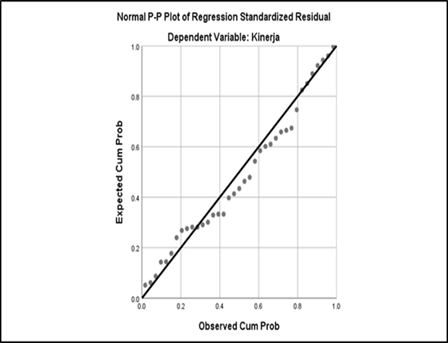 Normal P-P Plot of Regression Standardized Residual
Dependent Variable: Kinerja
Expected Cum Prob
1.0
0.8
0.6
0.4
0.2
0.0
0.0 0.2 0.4 0.6 0.8 1.0
Observed Cum Prob